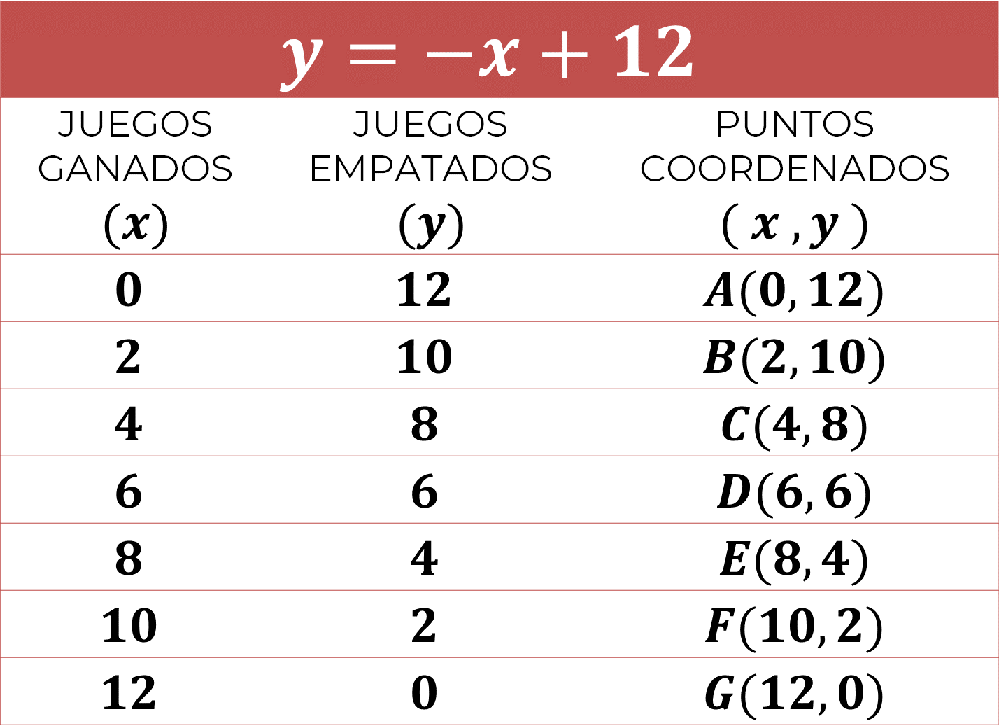 y = −x + 12
JUEGOS GANADOS (x) JUEGOS EMPATADOS (y) PUNTOS COORDENADOS ( x , y )
0 12 A(0, 12)
2 10 B(2, 10)
4 8 C(4, 8)
6 6 D(6, 6)
8 4 E(8, 4)
10 2 F(10, 2)
12 0 G(12, 0)